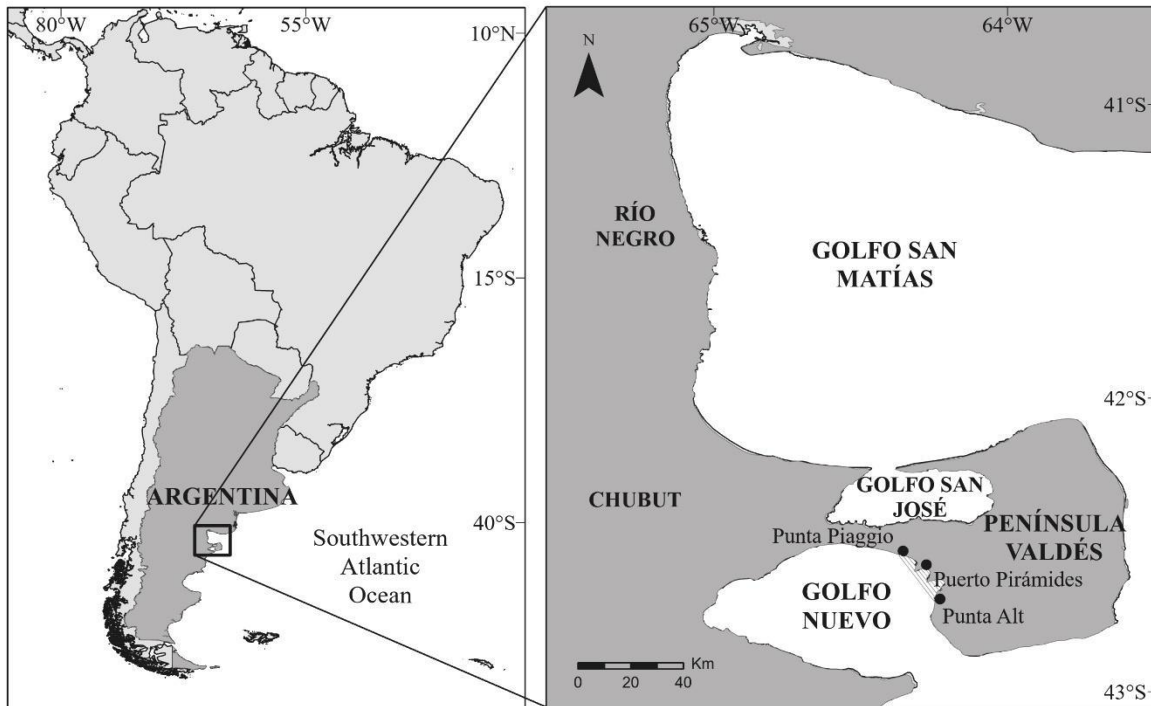 80°W
55°W
10°N
15°S
ARGENTINA
40°S
Southwestern
Atlantic
Ocean
65°W
64°W
N
41°S
RÍO
NEGRO
GOLFO SAN
MATÍAS
42°S
GOLFO SAN
JOSÉ
CHUBUT
PENÍNSULA
VALDÉS
Punta Piaggio
Puerto Pirámides
GOLFO
NUEVO
Punta Alt
Km
0 20 40
43°S